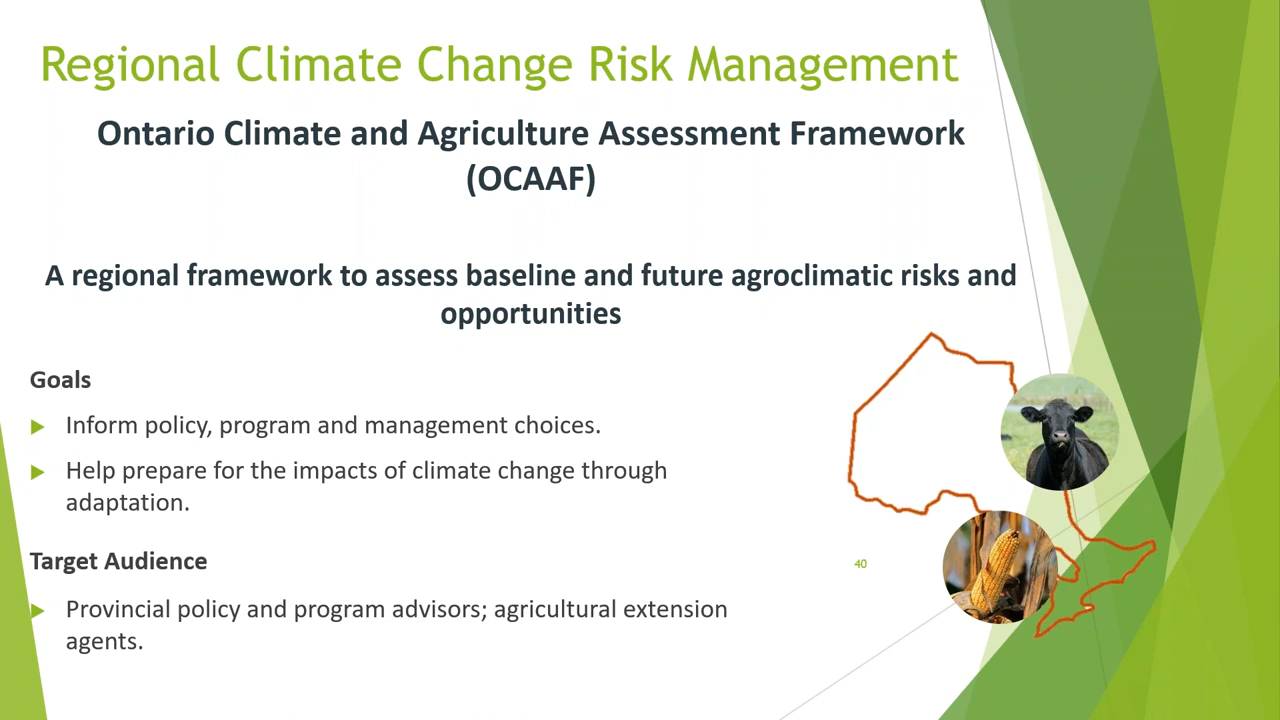 Regional Climate Change Risk Management
Ontario Climate and Agriculture Assessment Framework
(OCAAF)
A regional framework to assess baseline and future agroclimatic risks and
opportunities
Goals
Inform policy, program and management choices.
Help prepare for the impacts of climate change through
adaptation.
Target Audience
Provincial policy and program advisors; agricultural extension
agents.
40